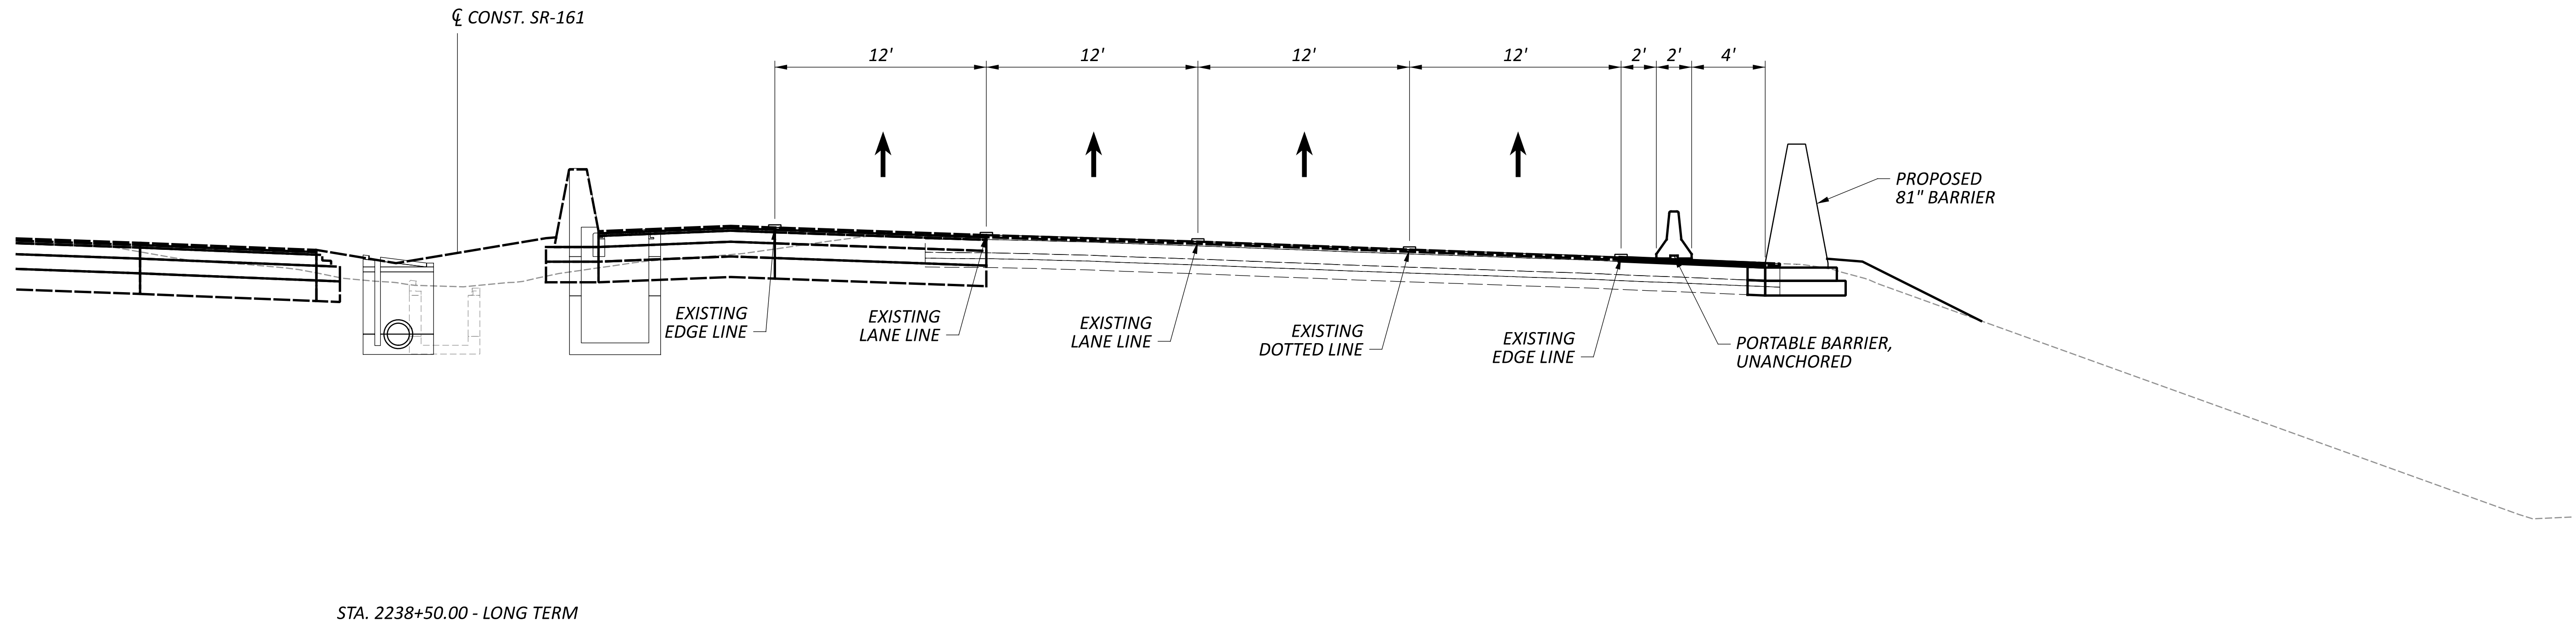 ℄ CONST. SR-161
12' 12' 12' 12' 2' 2' 4'
PROPOSED
81" BARRIER
EXISTING
EDGE LINE
EXISTING
LANE LINE
EXISTING
LANE LINE
EXISTING
DOTTED LINE
EXISTING
EDGE LINE
PORTABLE BARRIER,
UNANCHORED
STA. 2238+50.00 - LONG TERM